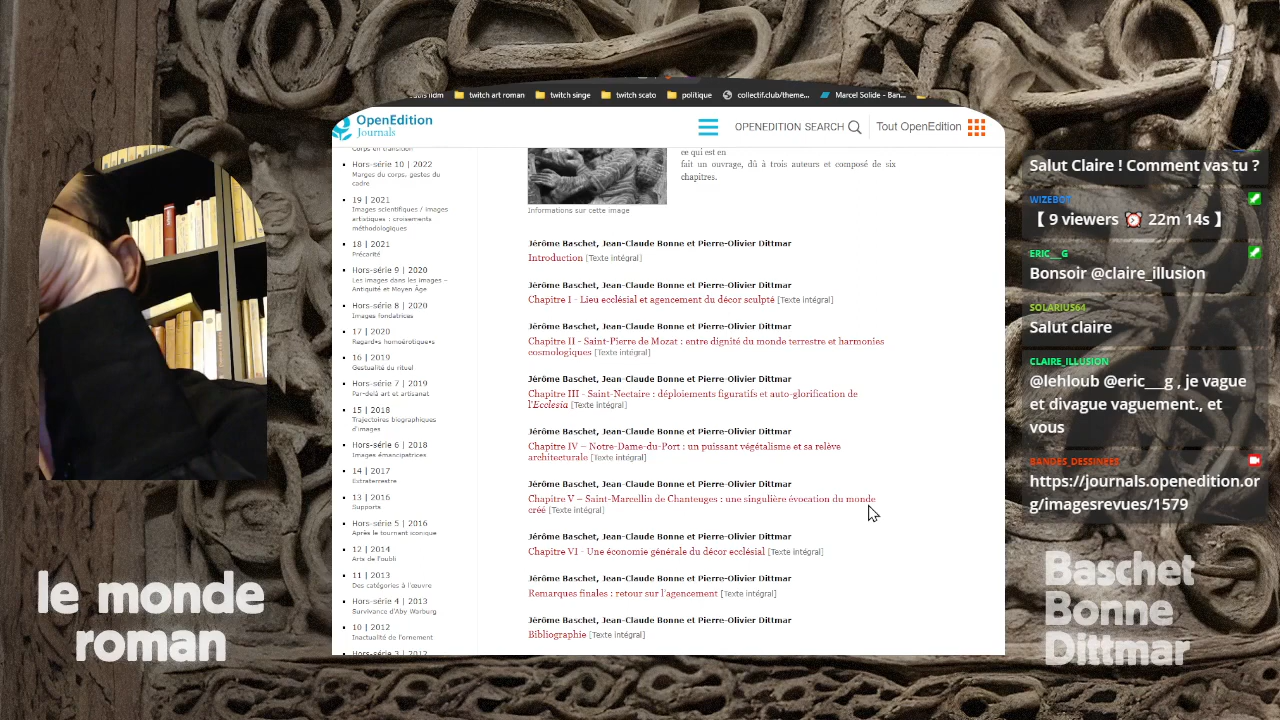 twitch art roman
twitch singe
twitch scato
politique
collectif.club/theme...
Marcel Solide - Ban...
OpenEdition
Journals
OPENEDITION SEARCH
Tout OpenEdition
Corps en transition
Hors-série 10 | 2022
Marges du corps, gestes du
cadre
19 | 2021
Images scientifiques / images
artistiques : croisements
méthodologiques
18 | 2021
Précarité
Hors-série 9 | 2020
Les images dans les images –
Antiquité et Moyen Âge
Hors-série 8 | 2020
Images fondatrices
17 | 2020
Regard•s homoérotique•s
16 | 2019
Gestualité du rituel
Hors-série 7 | 2019
Par-delà art et artisanat
15 | 2018
Trajectoires biographiques
d'images
Hors-série 6 | 2018
Images émancipatrices
14 | 2017
Extraterrestre
13 | 2016
Supports
Hors-série 5 | 2016
Après le tournant iconique
12 | 2014
Arts de l'oubli
11 | 2013
Des catégories à l'œuvre
Hors-série 4 | 2013
Survivance d'Aby Warburg
10 | 2012
Inactualité de l'ornement
Hors-série 3 | 2012
ce qui est en
fait un ouvrage, dû à trois auteurs et composé de six
chapitres.
Informations sur cette image
Jérôme Baschet, Jean-Claude Bonne et Pierre-Olivier Dittmar
Introduction [Texte intégral]
Jérôme Baschet, Jean-Claude Bonne et Pierre-Olivier Dittmar
Chapitre I - Lieu ecclésial et agencement du décor sculpté [Texte intégral]
Jérôme Baschet, Jean-Claude Bonne et Pierre-Olivier Dittmar
Chapitre II - Saint-Pierre de Mozat : entre dignité du monde terrestre et harmonies
cosmologiques [Texte intégral]
Jérôme Baschet, Jean-Claude Bonne et Pierre-Olivier Dittmar
Chapitre III - Saint-Nectaire : déploiements figuratifs et auto-glorification de
l'Ecclesia [Texte intégral]
Jérôme Baschet, Jean-Claude Bonne et Pierre-Olivier Dittmar
Chapitre IV – Notre-Dame-du-Port : un puissant végétalisme et sa relève
architecturale [Texte intégral]
Jérôme Baschet, Jean-Claude Bonne et Pierre-Olivier Dittmar
Chapitre V – Saint-Marcellin de Chanteuges : une singulière évocation du monde
créé [Texte intégral]
Jérôme Baschet, Jean-Claude Bonne et Pierre-Olivier Dittmar
Chapitre VI - Une économie générale du décor ecclésial [Texte intégral]
Jérôme Baschet, Jean-Claude Bonne et Pierre-Olivier Dittmar
Remarques finales : retour sur l'agencement [Texte intégral]
Jérôme Baschet, Jean-Claude Bonne et Pierre-Olivier Dittmar
Bibliographie [Texte intégral]
Salut Claire ! Comment vas tu ?
WIZEBOT
【 9 viewers ⏰ 22m 14s 】
ERIC___G
Bonsoir @claire_illusion
SOLARIUS64
Salut claire
CLAIRE_ILLUSION
@lehloub @eric___g , je vague
et divague vaguement., et
vous
BANDES_DESSINEES
https://journals.openedition.or
g/imagesrevues/1579
le monde
roman
Baschet
Bonne
Dittmar